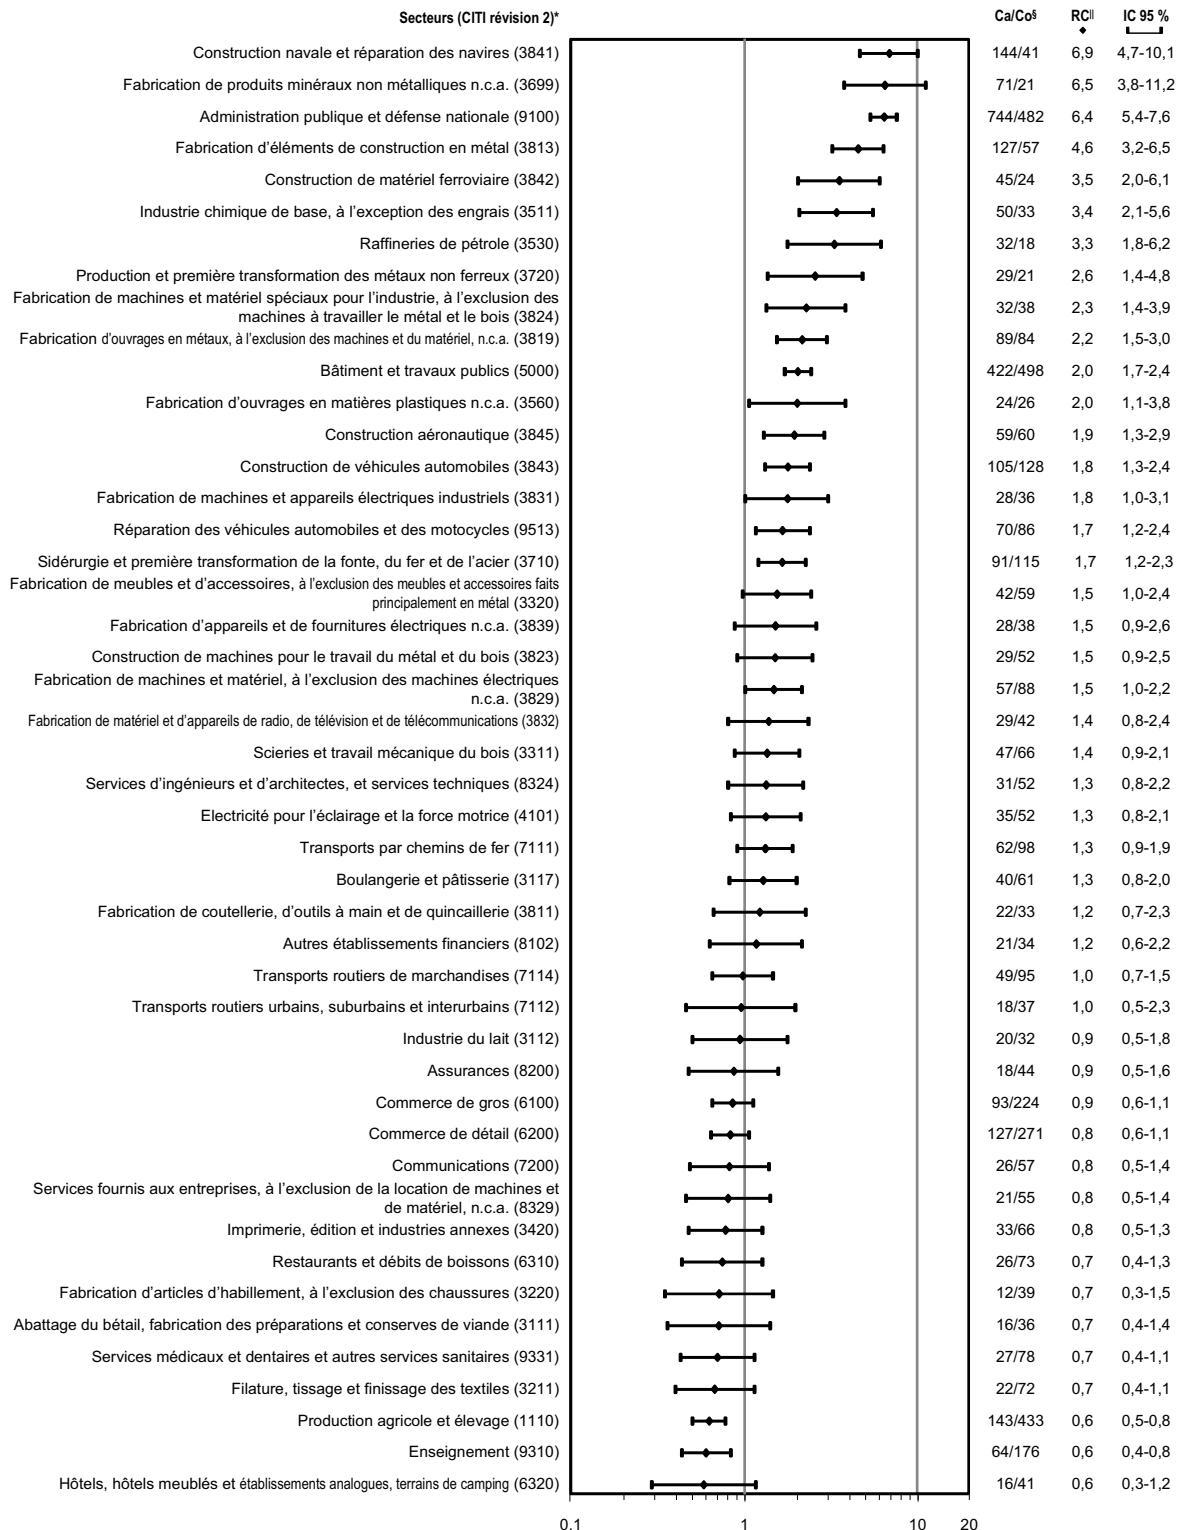 Secteurs (CITI révision 2)* Ca/Co§ RC|| IC 95 %
Construction navale et réparation des navires (3841) 144/41 6,9 4,7-10,1
Fabrication de produits minéraux non métalliques n.c.a. (3699) 71/21 6,5 3,8-11,2
Administration publique et défense nationale (9100) 744/482 6,4 5,4-7,6
Fabrication d'éléments de construction en métal (3813) 127/57 4,6 3,2-6,5
Construction de matériel ferroviaire (3842) 45/24 3,5 2,0-6,1
Industrie chimique de base, à l'exception des engrais (3511) 50/33 3,4 2,1-5,6
Raffineries de pétrole (3530) 32/18 3,3 1,8-6,2
Production et première transformation des métaux non ferreux (3720) 29/21 2,6 1,4-4,8
Fabrication de machines et matériel spéciaux pour l'industrie, à l'exclusion des
machines à travailler le métal et le bois (3824) 32/38 2,3 1,4-3,9
Fabrication d'ouvrages en métaux, à l'exclusion des machines et du matériel, n.c.a. (3819) 89/84 2,2 1,5-3,0
Bâtiment et travaux publics (5000) 422/498 2,0 1,7-2,4
Fabrication d'ouvrages en matières plastiques n.c.a. (3560) 24/26 2,0 1,1-3,8
Construction aéronautique (3845) 59/60 1,9 1,3-2,9
Construction de véhicules automobiles (3843) 105/128 1,8 1,3-2,4
Fabrication de machines et appareils électriques industriels (3831) 28/36 1,8 1,0-3,1
Réparation des véhicules automobiles et des motocycles (9513) 70/86 1,7 1,2-2,4
Sidérurgie et première transformation de la fonte, du fer et de l'acier (3710) 91/115 1,7 1,2-2,3
Fabrication de meubles et d'accessoires, à l'exclusion des meubles et accessoires faits
principalement en métal (3320) 42/59 1,5 1,0-2,4
Fabrication d'appareils et de fournitures électriques n.c.a. (3839) 28/38 1,5 0,9-2,6
Construction de machines pour le travail du métal et du bois (3823) 29/52 1,5 0,9-2,5
Fabrication de machines et matériel, à l'exclusion des machines électriques
n.c.a. (3829) 57/88 1,5 1,0-2,2
Fabrication de matériel et d'appareils de radio, de télévision et de télécommunications (3832) 29/42 1,4 0,8-2,4
Scieries et travail mécanique du bois (3311) 47/66 1,4 0,9-2,1
Services d'ingénieurs et d'architectes, et services techniques (8324) 31/52 1,3 0,8-2,2
Electricité pour l'éclairage et la force motrice (4101) 35/52 1,3 0,8-2,1
Transports par chemins de fer (7111) 62/98 1,3 0,9-1,9
Boulangerie et pâtisserie (3117) 40/61 1,3 0,8-2,0
Fabrication de coutellerie, d'outils à main et de quincaillerie (3811) 22/33 1,2 0,7-2,3
Autres établissements financiers (8102) 21/34 1,2 0,6-2,2
Transports routiers de marchandises (7114) 49/95 1,0 0,7-1,5
Transports routiers urbains, suburbains et interurbains (7112) 18/37 1,0 0,5-2,3
Industrie du lait (3112) 20/32 0,9 0,5-1,8
Assurances (8200) 18/44 0,9 0,5-1,6
Commerce de gros (6100) 93/224 0,9 0,6-1,1
Commerce de détail (6200) 127/271 0,8 0,6-1,1
Communications (7200) 26/57 0,8 0,5-1,4
Services fournis aux entreprises, à l'exclusion de la location de machines et
de matériel, n.c.a. (8329) 21/55 0,8 0,5-1,4
Imprimerie, édition et industries annexes (3420) 33/66 0,8 0,5-1,3
Restaurants et débits de boissons (6310) 26/73 0,7 0,4-1,3
Fabrication d'articles d'habillement, à l'exclusion des chaussures (3220) 12/39 0,7 0,3-1,5
Abattage du bétail, fabrication des préparations et conserves de viande (3111) 16/36 0,7 0,4-1,4
Services médicaux et dentaires et autres services sanitaires (9331) 27/78 0,7 0,4-1,1
Filature, tissage et finissage des textiles (3211) 22/72 0,7 0,4-1,1
Production agricole et élevage (1110) 143/433 0,6 0,5-0,8
Enseignement (9310) 64/176 0,6 0,4-0,8
Hôtels, hôtels meublés et établissements analogues, terrains de camping (6320) 16/41 0,6 0,3-1,2
0.1 1 10 20